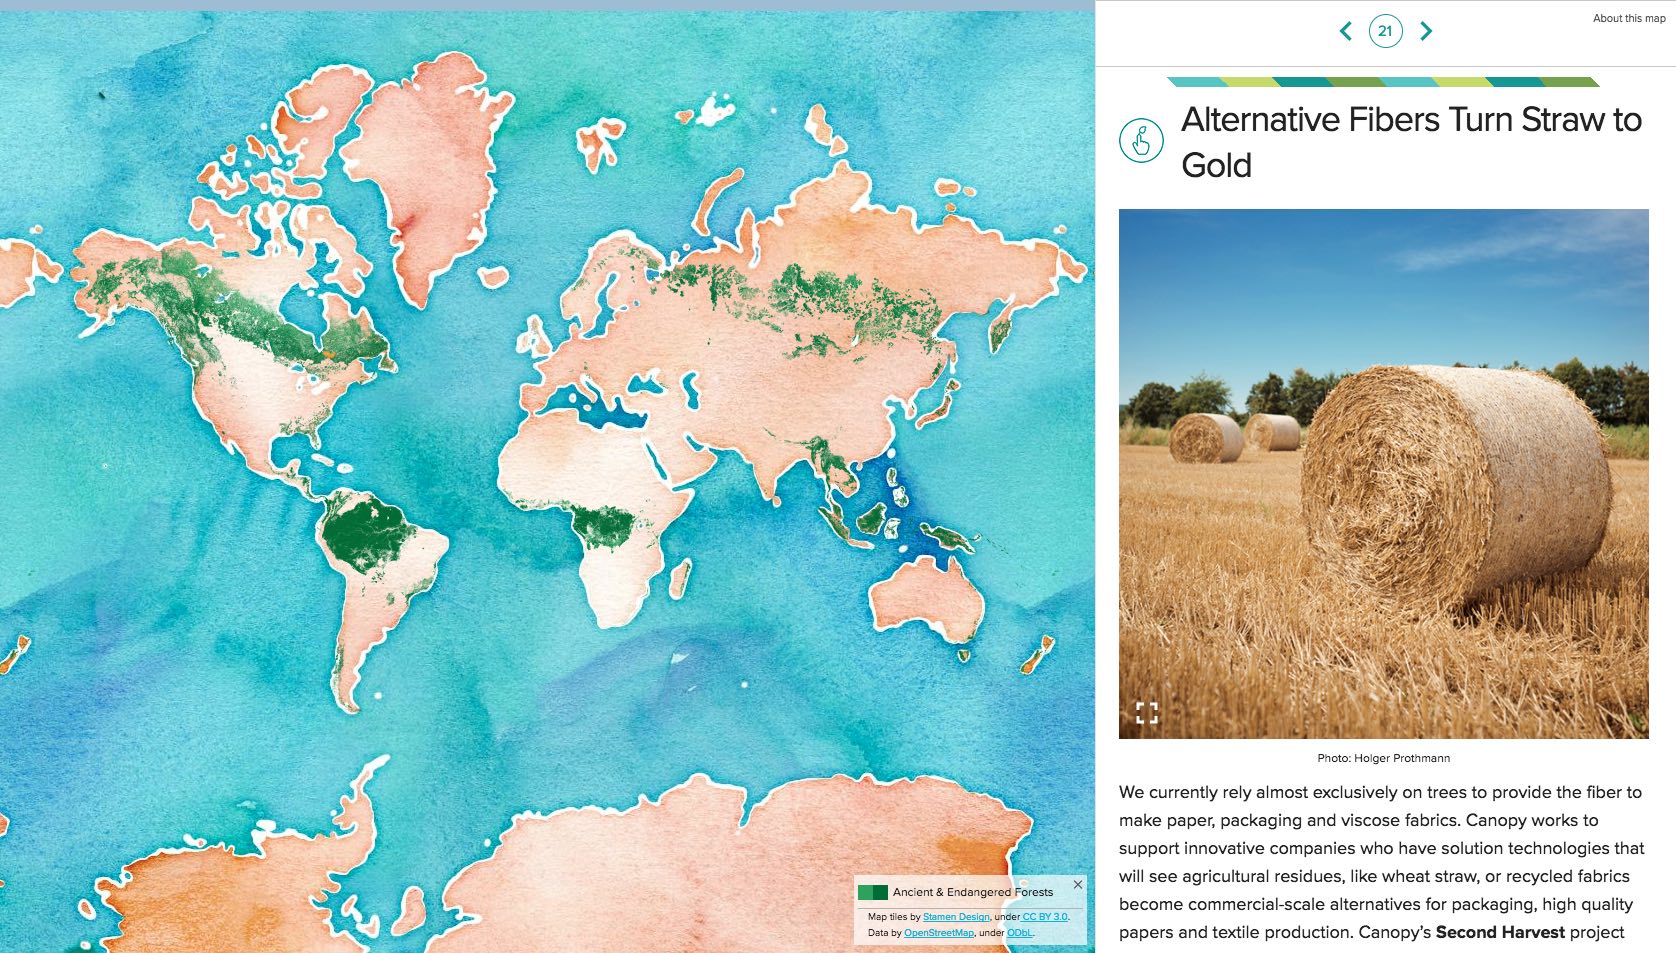 21
About this map
Alternative Fibers Turn Straw to
Gold
Photo: Holger Prothmann
We currently rely almost exclusively on trees to provide the fiber to
make paper, packaging and viscose fabrics. Canopy works to
support innovative companies who have solution technologies that
will see agricultural residues, like wheat straw, or recycled fabrics
become commercial-scale alternatives for packaging, high quality
papers and textile production. Canopy’s Second Harvest project
Ancient & Endangered Forests
Map tiles by Stamen Design, under CC BY 3.0.
Data by OpenStreetMap, under ODbL.